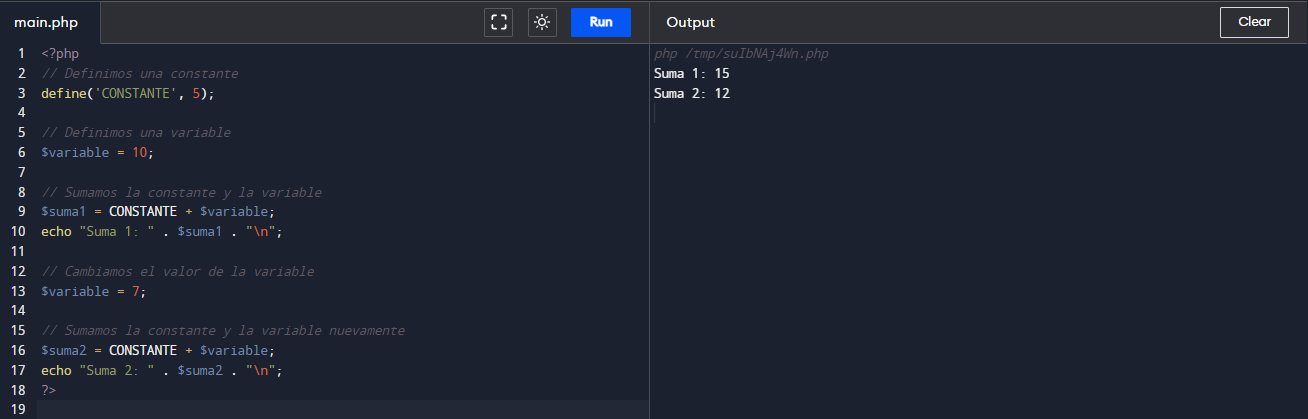 main.php
Run
Output
Clear
1 <?php
2 // Definimos una constante
3 define('CONSTANTE', 5);
4
5 // Definimos una variable
6 $variable = 10;
7
8 // Sumamos la constante y la variable
9 $suma1 = CONSTANTE + $variable;
10 echo "Suma 1: " . $suma1 . "\n";
11
12 // Cambiamos el valor de la variable
13 $variable = 7;
14
15 // Sumamos la constante y la variable nuevamente
16 $suma2 = CONSTANTE + $variable;
17 echo "Suma 2: " . $suma2 . "\n";
18 ?>
19
php /tmp/suIbNAj4Wn.php
Suma 1: 15
Suma 2: 12